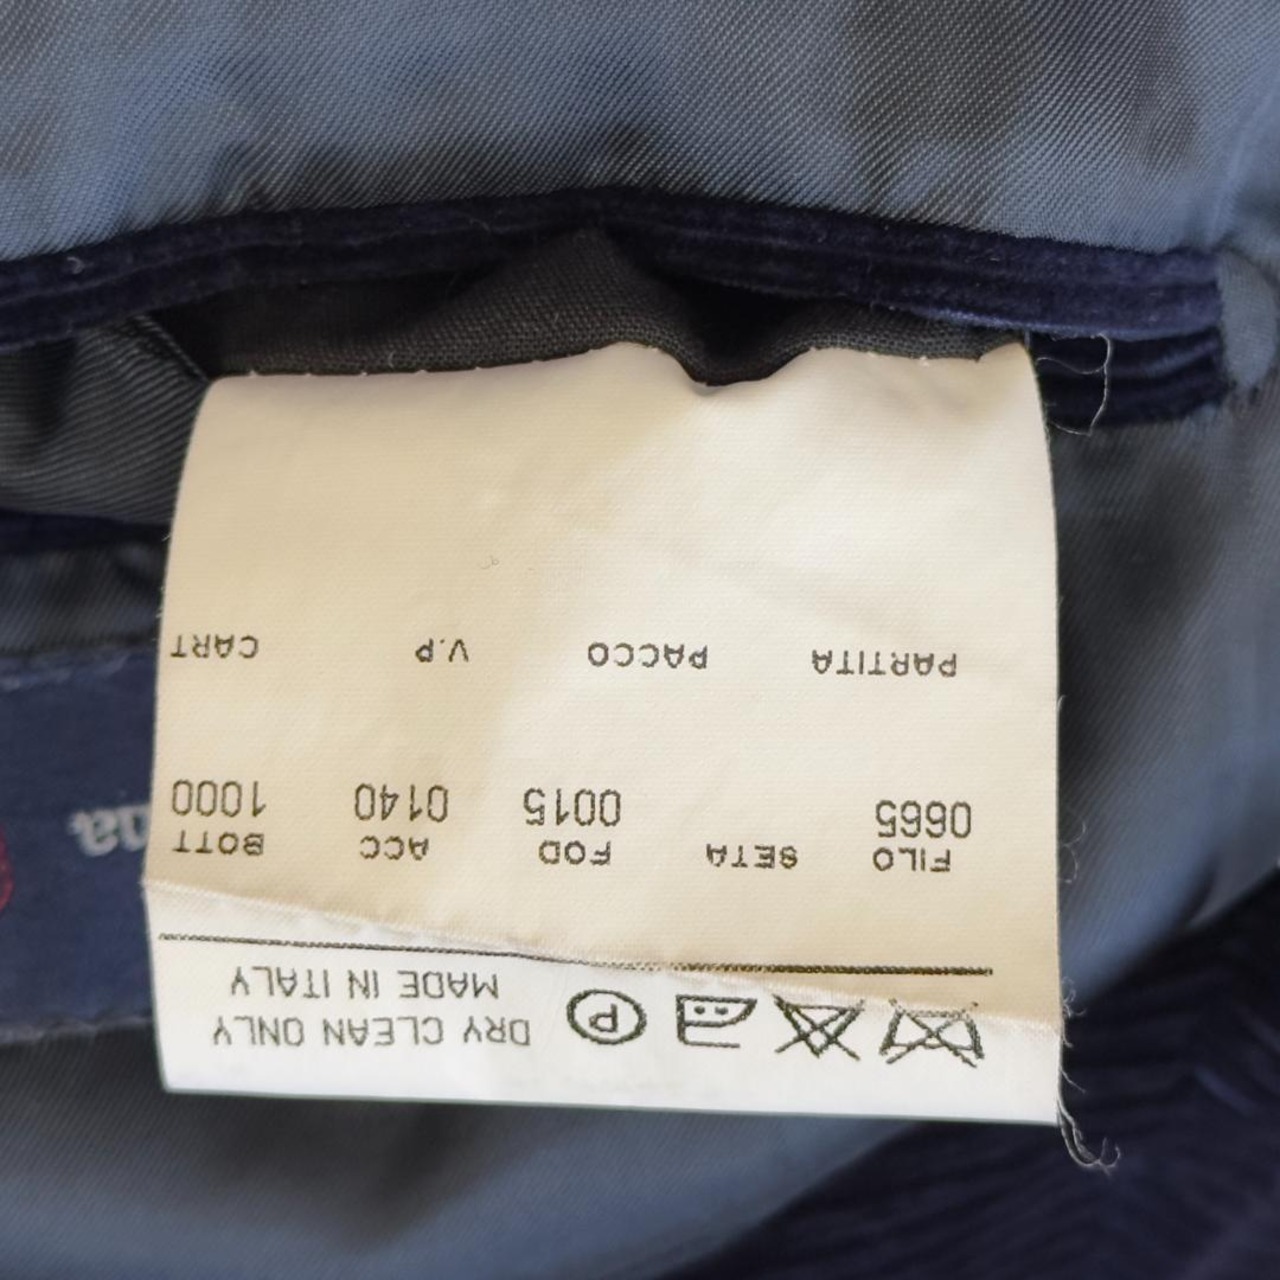 DRY CLEAN ONLY
MADE IN ITALY
P
FILO SETA FOD ACC BOTT
0665 0015 0140 1000
PARTITA PACCO V.P CART